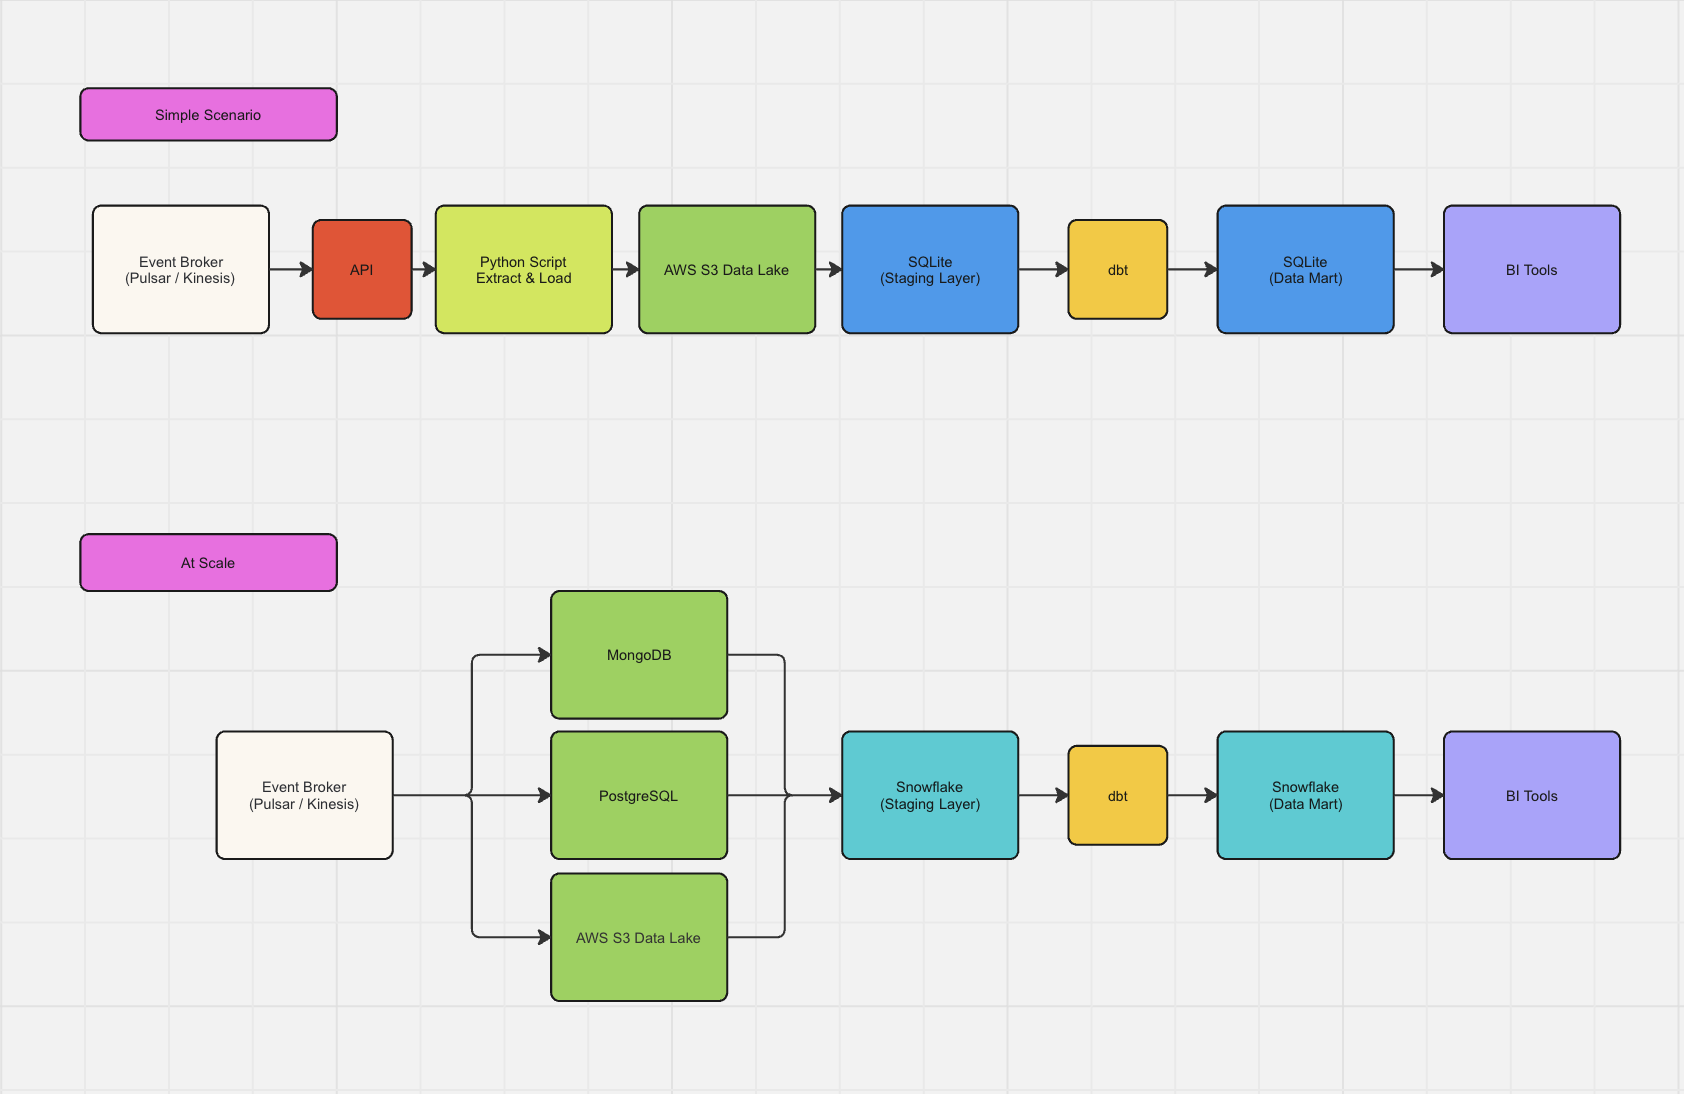 Simple Scenario
Event Broker
(Pulsar / Kinesis)
API
Python Script
Extract & Load
AWS S3 Data Lake
SQLite
(Staging Layer)
dbt
SQLite
(Data Mart)
BI Tools
At Scale
Event Broker
(Pulsar / Kinesis)
MongoDB
PostgreSQL
AWS S3 Data Lake
Snowflake
(Staging Layer)
dbt
Snowflake
(Data Mart)
BI Tools